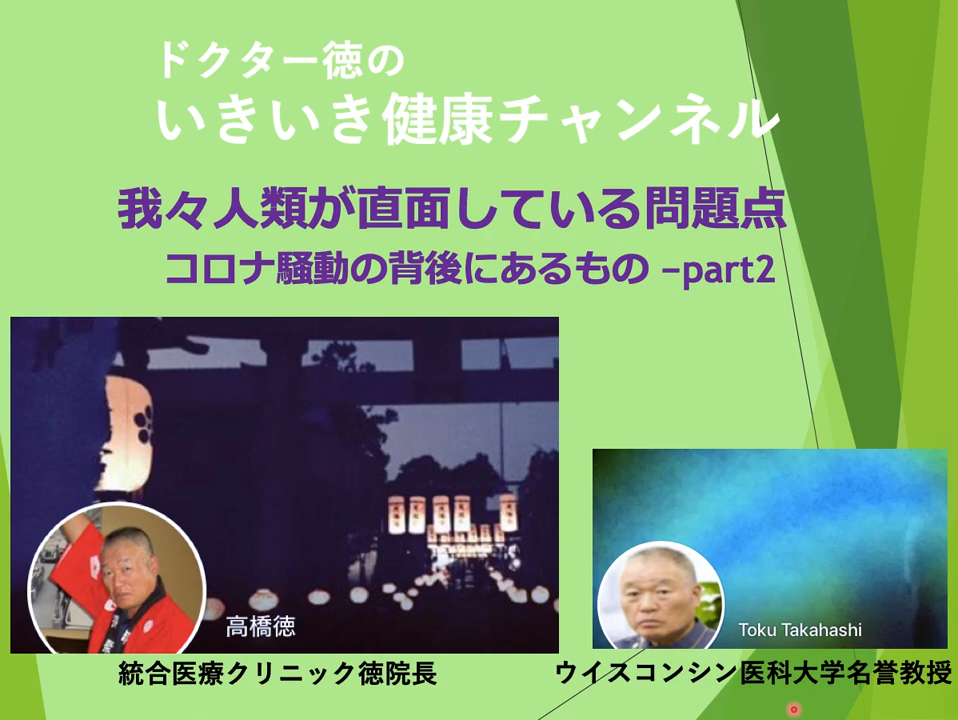 ドクター徳の
いきいき健康チャンネル
我々人類が直面している問題点
コロナ騒動の背後にあるもの –part2
高橋徳
Toku Takahashi
統合医療クリニック徳院長
ウイスコンシン医科大学名誉教授